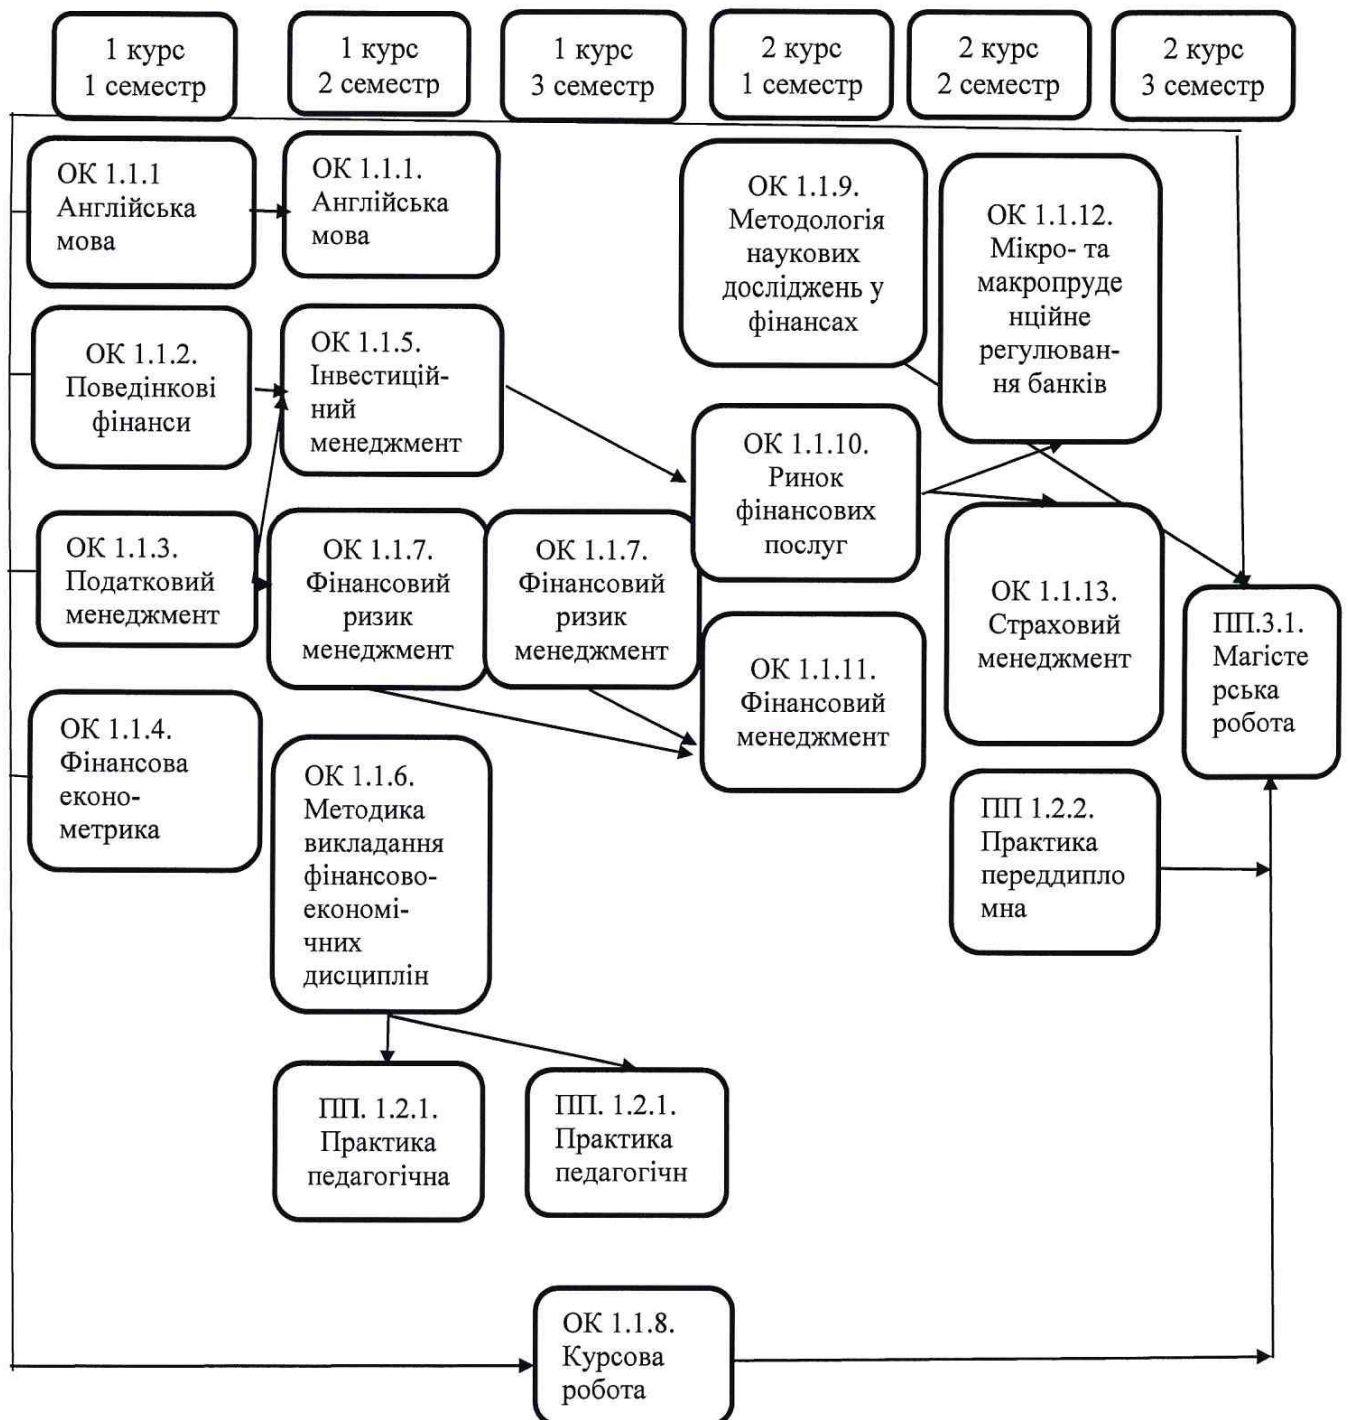 1 курс
1 семестр
1 курс
2 семестр
1 курс
3 семестр
2 курс
1 семестр
2 курс
2 семестр
2 курс
3 семестр
ОК 1.1.1
Англійська
мова
ОК 1.1.1.
Англійська
мова
ОК 1.1.9.
Методологія
наукових
досліджень у
фінансах
ОК 1.1.12.
Мікро- та
макропруде
нційне
регулюван-
ня банків
ОК 1.1.2.
Поведінкові
фінанси
ОК 1.1.5.
Інвестицій-
ний
менеджмент
ОК 1.1.10.
Ринок
фінансових
послуг
ОК 1.1.3.
Податковий
менеджмент
ОК 1.1.7.
Фінансовий
ризик
менеджмент
ОК 1.1.7.
Фінансовий
ризик
менеджмент
ОК 1.1.11.
Фінансовий
менеджмент
ОК 1.1.13.
Страховий
менеджмент
ПП.3.1.
Магісте
рська
робота
ОК 1.1.4.
Фінансова
еконо-
метрика
ОК 1.1.6.
Методика
викладання
фінансово-
економі-
чних
дисциплін
ПП 1.2.2.
Практика
переддипло
мна
ПП. 1.2.1.
Практика
педагогічна
ПП. 1.2.1.
Практика
педагогічн
ОК 1.1.8.
Курсова
робота